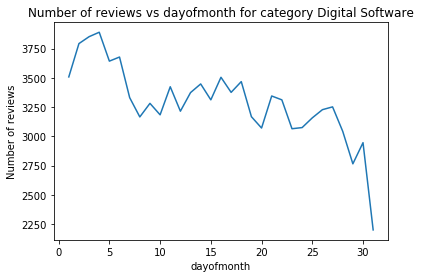 Number of reviews vs dayofmonth for category Digital Software
Number of reviews
3750
3500
3250
3000
2750
2500
2250
0 5 10 15 20 25 30
dayofmonth